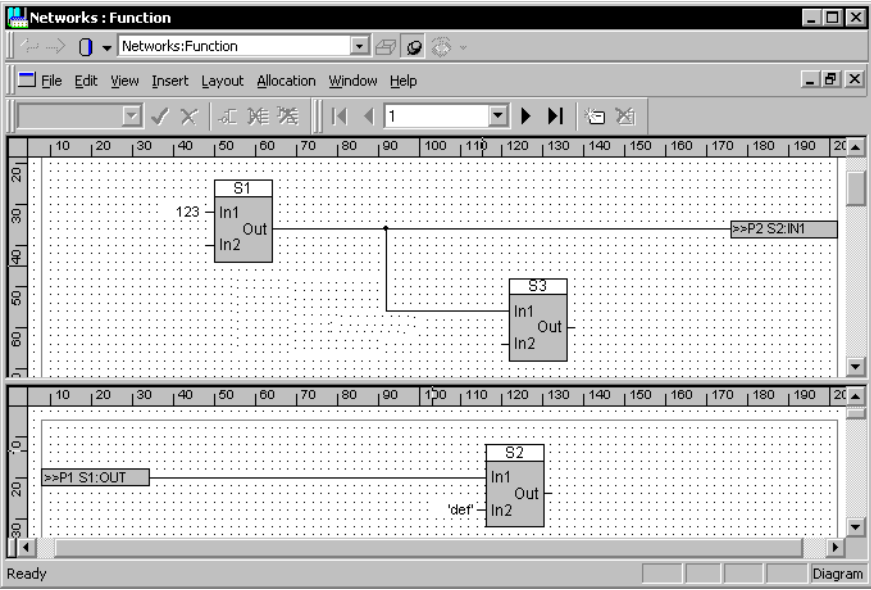 Networks : Function
Networks:Function
File Edit View Insert Layout Allocation Window Help
1
10 20 30 40 50 60 70 80 90 100 110 120 130 140 150 160 170 180 190
20
30
40
50
60
S1
123 In1
Out
In2
>>P2 S2:IN1
S3
In1
Out
In2
10 20 30 40 50 60 70 80 90 100 110 120 130 140 150 160 170 180 190
20
30
>>P1 S1:OUT
S2
In1
Out
'def' In2
Ready
Diagram